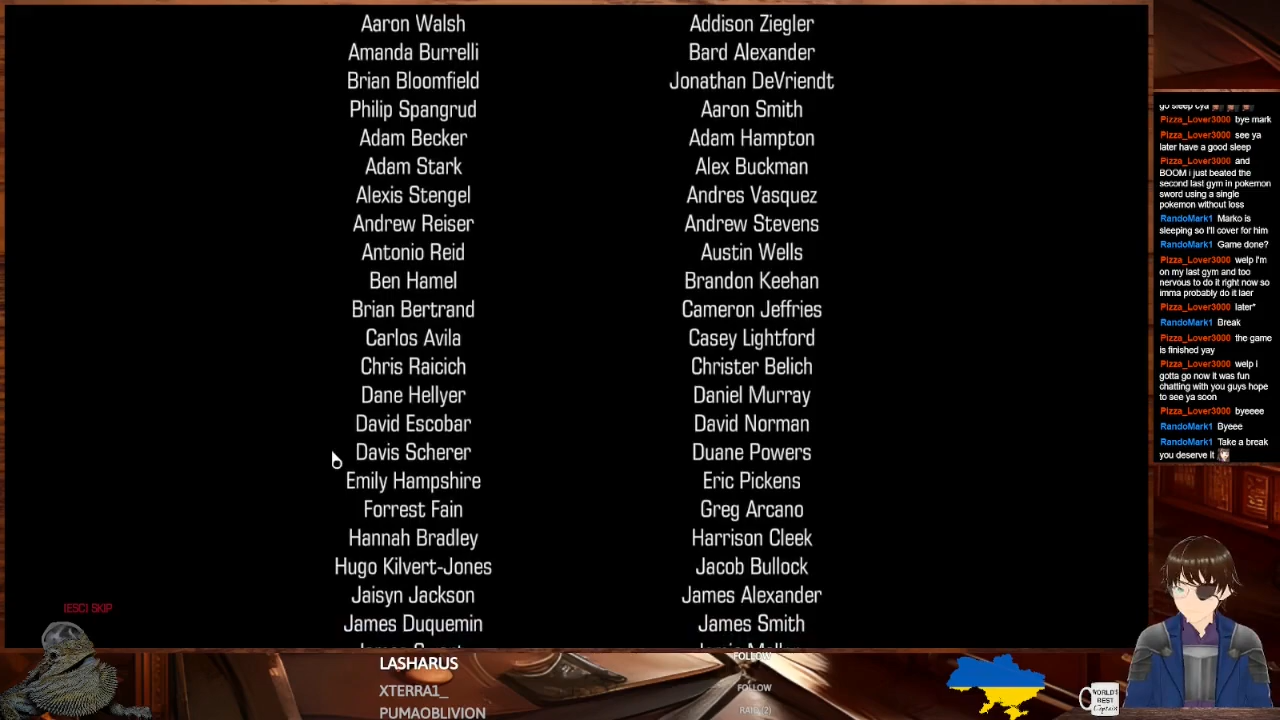 Aaron Walsh
Amanda Burrelli
Brian Bloomfield
Philip Spangrud
Adam Becker
Adam Stark
Alexis Stengel
Andrew Reiser
Antonio Reid
Ben Hamel
Brian Bertrand
Carlos Avila
Chris Raicich
Dane Hellyer
David Escobar
Davis Scherer
Emily Hampshire
Forrest Fain
Hannah Bradley
Hugo Kilvert-Jones
Jaisyn Jackson
James Duquemin
Addison Ziegler
Bard Alexander
Jonathan DeVriendt
Aaron Smith
Adam Hampton
Alex Buckman
Andres Vasquez
Andrew Stevens
Austin Wells
Brandon Keehan
Cameron Jeffries
Casey Lightford
Christer Belich
Daniel Murray
David Norman
Duane Powers
Eric Pickens
Greg Arcano
Harrison Cleek
Jacob Bullock
James Alexander
James Smith
[ESC] SKIP
go sleep cya
Pizza_Lover3000 bye mark
Pizza_Lover3000 see ya
later have a good sleep
Pizza_Lover3000 and
BOOM i just beated the
second last gym in pokemon
sword using a single
pokemon without loss
RandoMark1 Marko is
sleeping so I'll cover for him
RandoMark1 Game done?
Pizza_Lover3000 welp I'm
on my last gym and too
nervous to do it right now so
imma probably do it laer
Pizza_Lover3000 later*
RandoMark1 Break
Pizza_Lover3000 the game
is finished yay
Pizza_Lover3000 welp i
gotta go now it was fun
chatting with you guys hope
to see ya soon
Pizza_Lover3000 byeeee
RandoMark1 Byeee
RandoMark1 Take a break
you deserve it
LASHARUS
FOLLOW
XTERRA1_
FOLLOW
PUMAOBLIVION
RAID (2)
WORLD'S
BEST
Captain